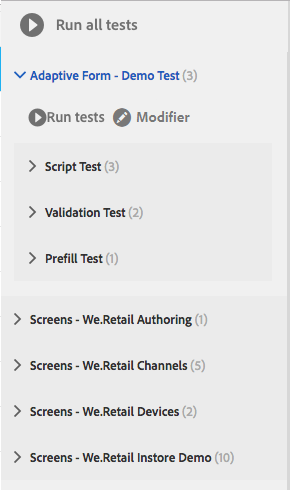 Run all tests
Adaptive Form - Demo Test (3)
Run tests Modifier
Script Test (3)
Validation Test (2)
Prefill Test (1)
Screens - We.Retail Authoring (1)
Screens - We.Retail Channels (5)
Screens - We.Retail Devices (2)
Screens - We.Retail Instore Demo (10)